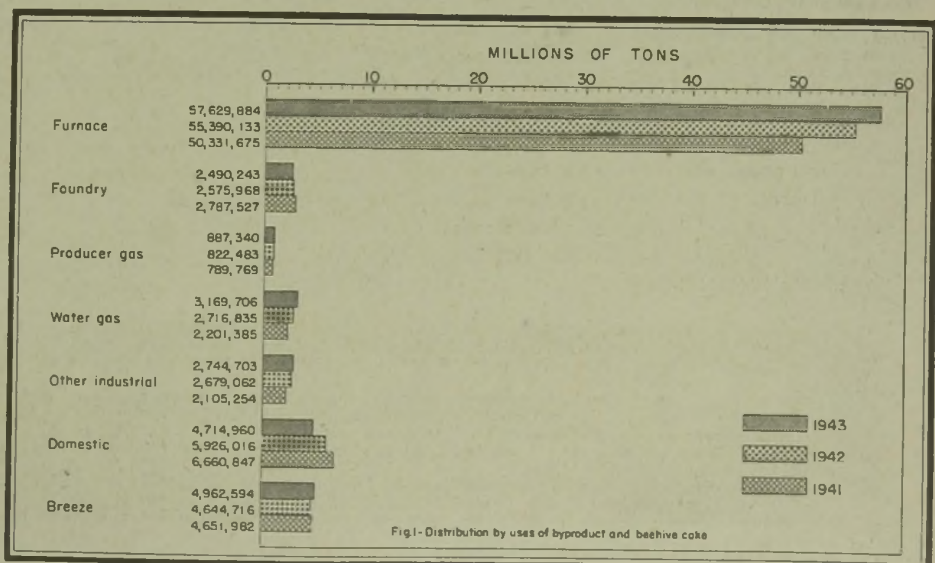 MILLIONS OF TONS
0 10 20 30 40 50 60
57,629,884
Furnace 55,390,133
50,331,675
2,490,243
Foundry 2,575,968
2,787,527
887,340
Producer gas 822,483
789,769
3,169,706
Water gas 2,716,835
2,201,385
2,744,703
Other industrial 2,679,062
2,105,254
4,714,960
Domestic 5,926,016
6,660,847
4,962,594
Breeze 4,644,716
4,651,982
1943
1942
1941
Fig.1- Distribution by uses of byproduct and beehive coke